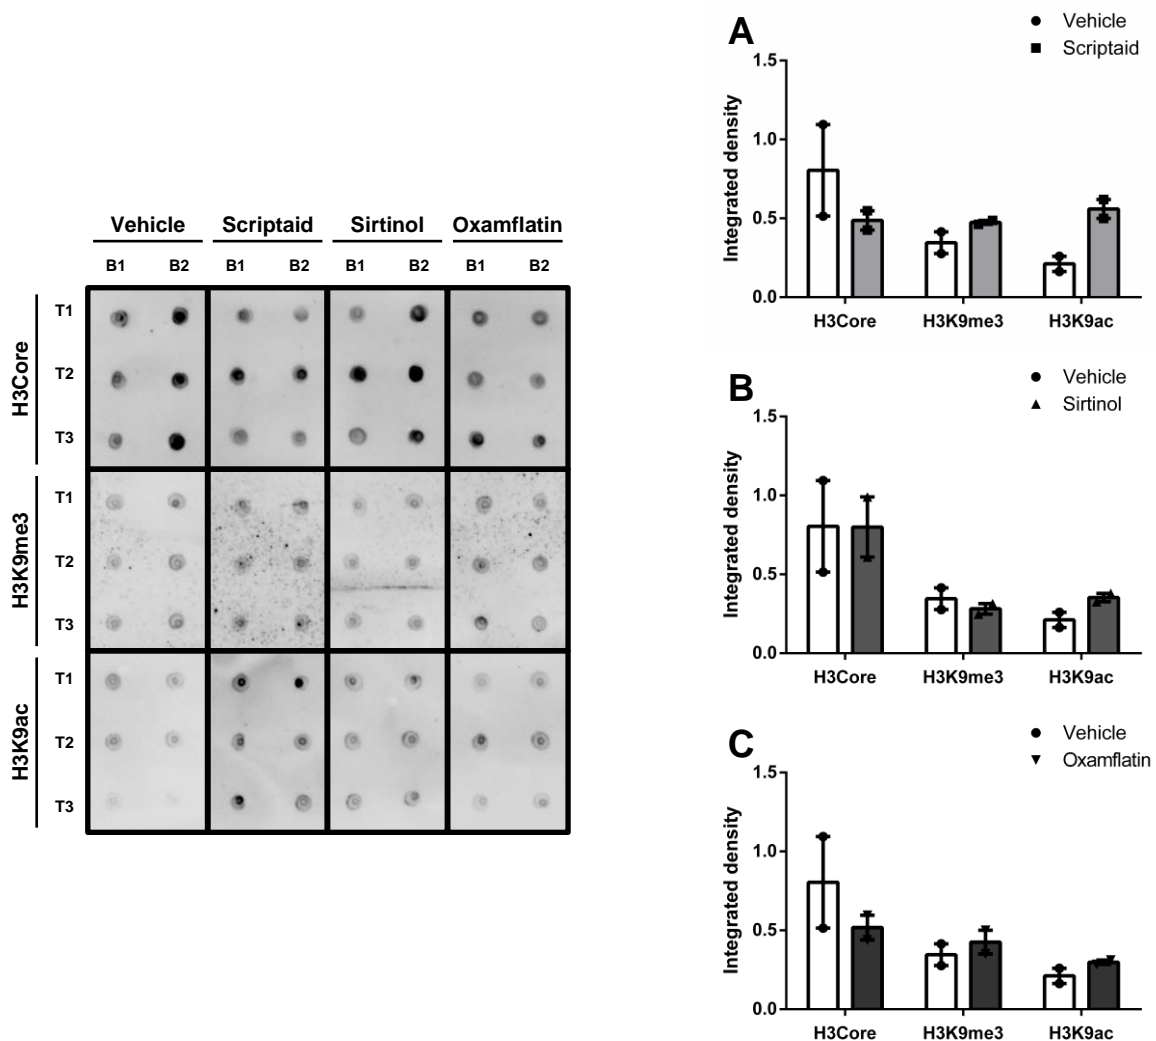 Vehicle Scriptaid Sirtinol Oxamflatin
B1 B2 B1 B2 B1 B2 B1 B2
H3Core
T1
T2
T3
H3K9me3
T1
T2
T3
H3K9ac
T1
T2
T3
A
Vehicle
Scriptaid
Integrated density
1.5
1.0
0.5
0.0
H3Core H3K9me3 H3K9ac
B
Vehicle
Sirtinol
Integrated density
1.5
1.0
0.5
0.0
H3Core H3K9me3 H3K9ac
C
Vehicle
Oxamflatin
Integrated density
1.5
1.0
0.5
0.0
H3Core H3K9me3 H3K9ac